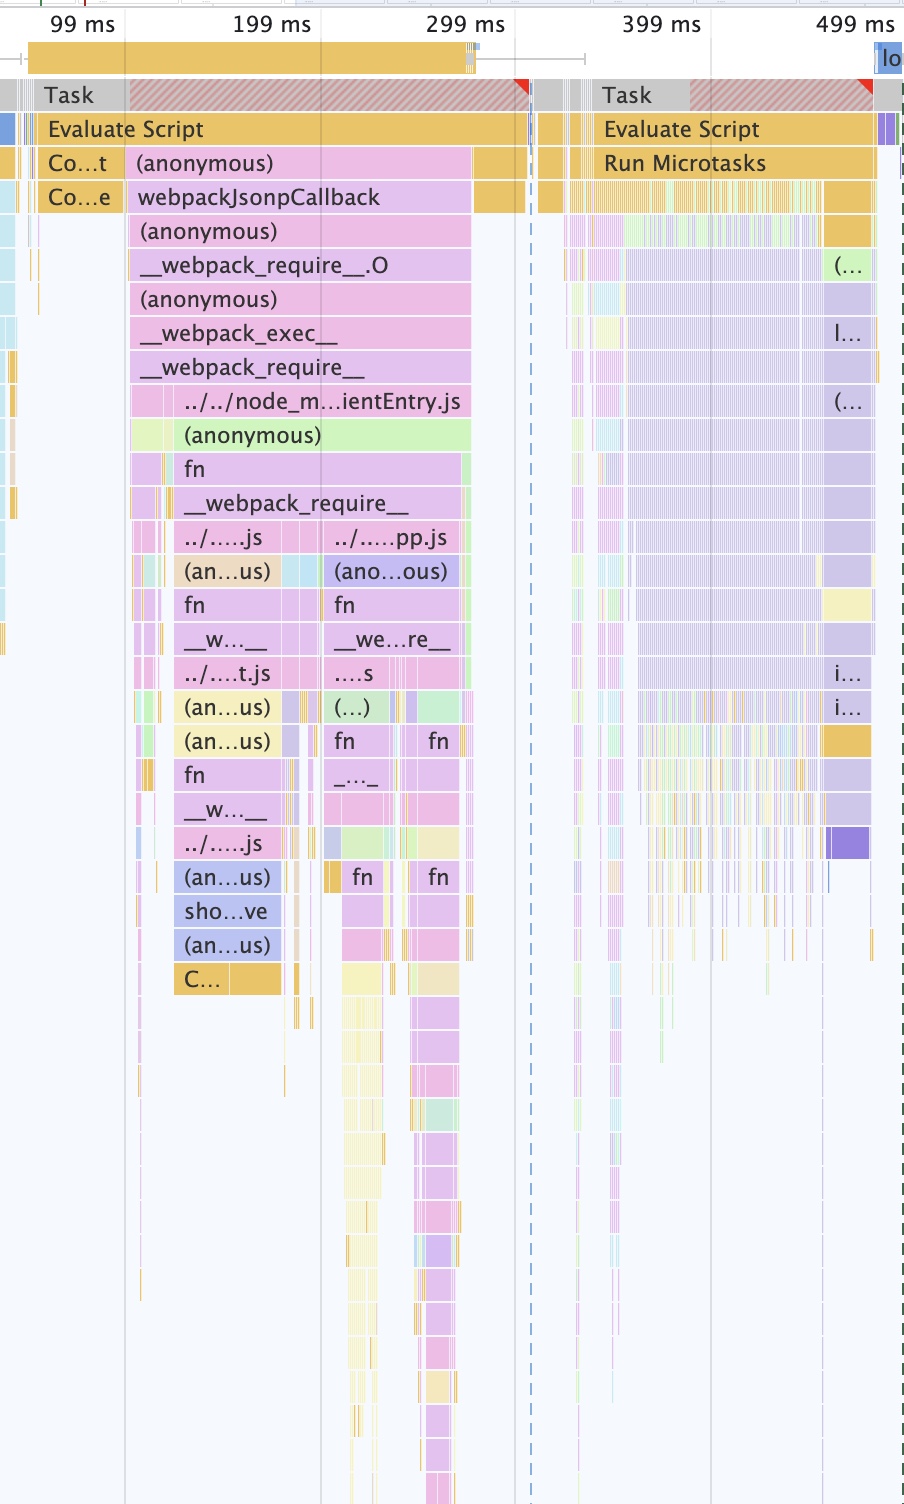 99 ms 199 ms 299 ms 399 ms 499 ms
lo
Task Task
Evaluate Script Evaluate Script
Co...t (anonymous) Run Microtasks
Co...e webpackJsonpCallback
(anonymous)
__webpack_require__.O (...
(anonymous)
__webpack_exec__ l...
__webpack_require__
../../node_m...ientEntry.js (...
(anonymous)
fn
__webpack_require__
../.....js ../.....pp.js
(an...us) (ano...ous)
fn fn
__w...__ __we...re__
../....t.js ....s i...
(an...us) (...) i...
(an...us) fn fn
fn _..._
__w...__
../.....js
(an...us) fn fn
sho...ve
(an...us)
C...